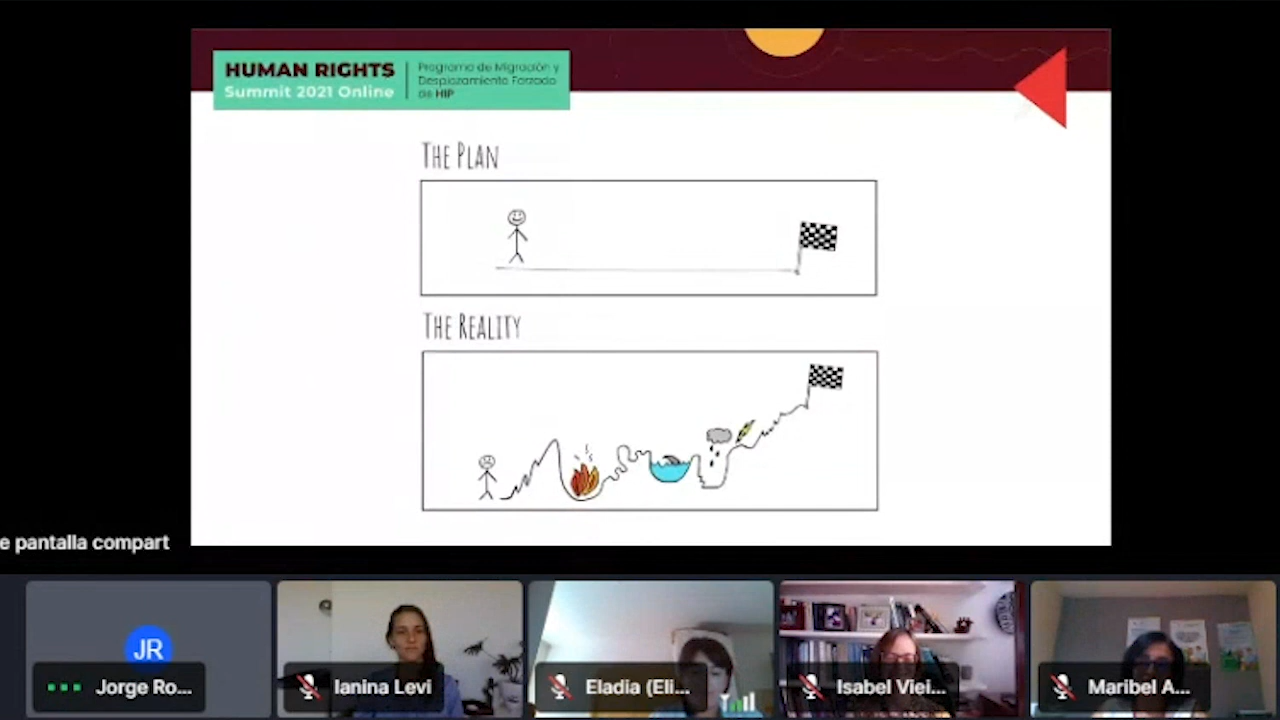 HUMAN RIGHTS
Summit 2021 Online
Programa de Migración y
Desplazamiento Forzado
de HIP
THE PLAN
THE REALITY
e pantalla compart
JR
Jorge Ro...
Ianina Levi
Eladia (Eli...
Isabel Viei...
Maribel A...